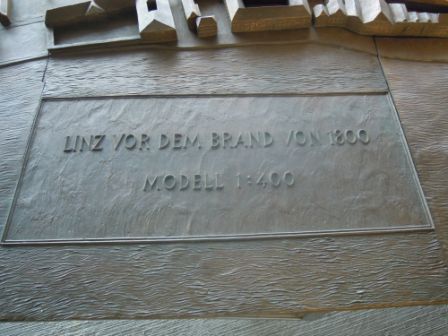 LINZ VOR DEM BRAND VON 1800
MODELL 1:400